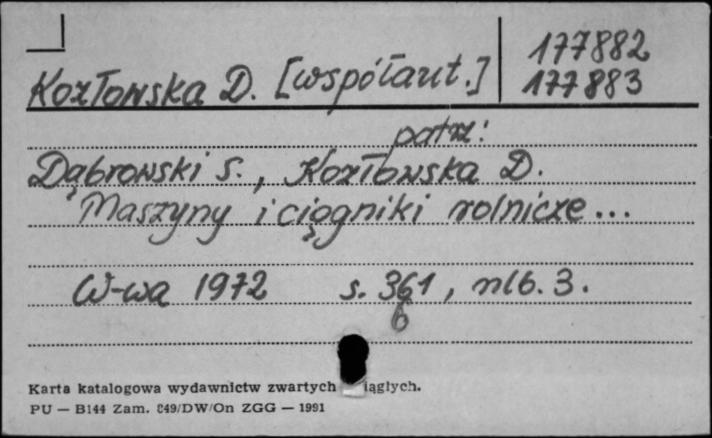 177882
Kozłowska D. [współaut.] 177883
patrz:
Dąbrowski S., Kozłowska D.
Maszyny i ciągniki rolnicze...
W-wa 1972 s. 361, nlb. 3.
6
Karta katalogowa wydawnictw zwartych iągłych.
PU — B144 Zam. 849/DW/On ZGG — 1991